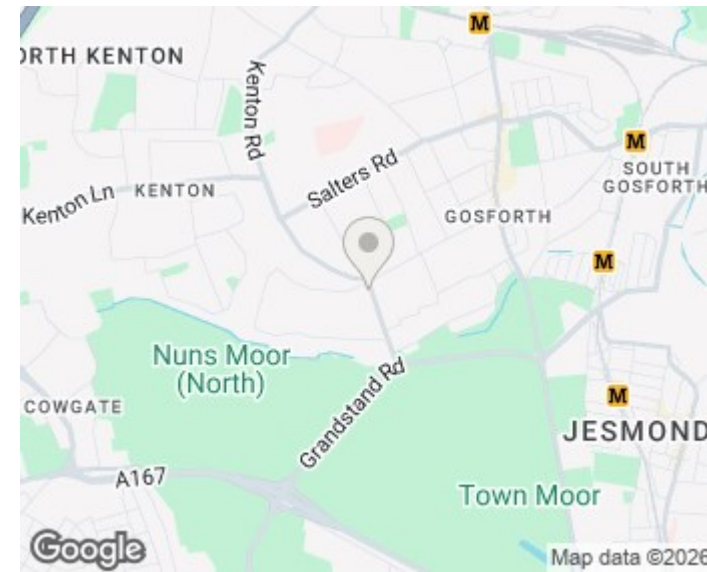 M
ORTH KENTON
Kenton Rd
M
Salters Rd
SOUTH
GOSFORTH
Kenton Ln
KENTON
GOSFORTH
M
Nuns Moor
(North)
Grandstand Rd
M
COWGATE
JESMOND
A167
Town Moor
Google
Map data ©2026